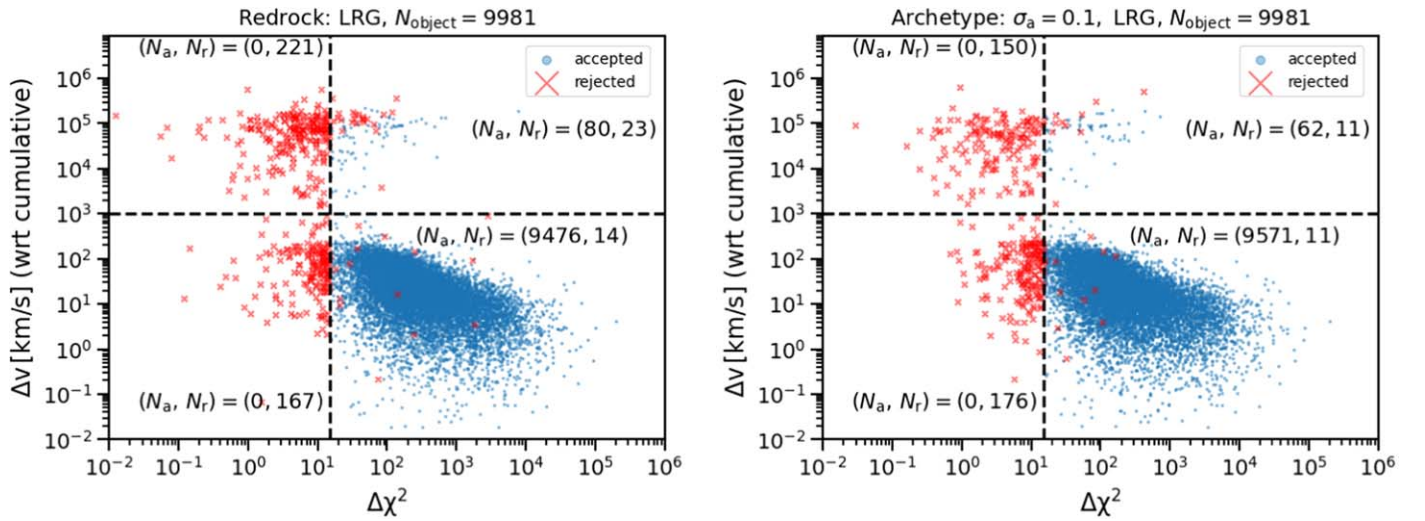 Redrock: LRG, N_object = 9981
(N_a, N_r) = (0, 221)
accepted
rejected
(N_a, N_r) = (80, 23)
(N_a, N_r) = (9476, 14)
(N_a, N_r) = (0, 167)
Δv [km/s] (wrt cumulative)
10^6
10^5
10^4
10^3
10^2
10^1
10^0
10^−1
10^−2
10^−2 10^−1 10^0 10^1 10^2 10^3 10^4 10^5 10^6
Δχ^2
Archetype: σ_a = 0.1, LRG, N_object = 9981
(N_a, N_r) = (0, 150)
accepted
rejected
(N_a, N_r) = (62, 11)
(N_a, N_r) = (9571, 11)
(N_a, N_r) = (0, 176)
Δv [km/s] (wrt cumulative)
10^6
10^5
10^4
10^3
10^2
10^1
10^0
10^−1
10^−2
10^−2 10^−1 10^0 10^1 10^2 10^3 10^4 10^5 10^6
Δχ^2